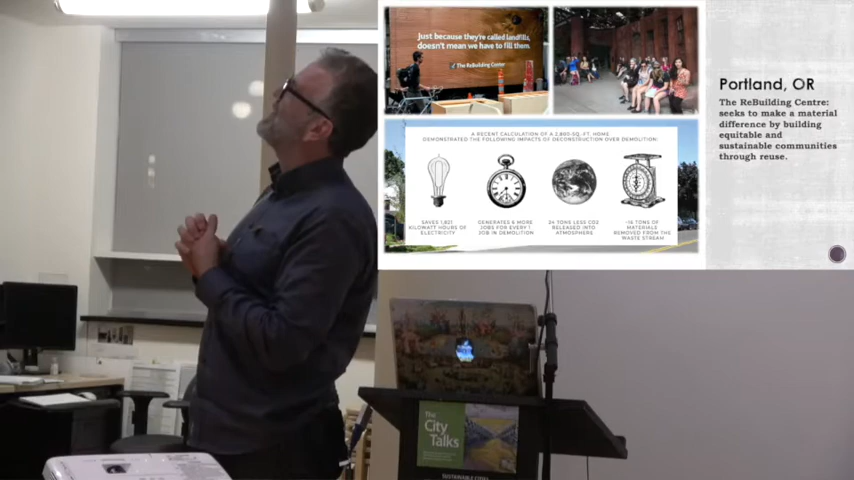 Just because they're called landfills,
doesn't mean we have to fill them.
The ReBuilding Center
Portland, OR
The ReBuilding Centre:
seeks to make a material
difference by building
equitable and
sustainable communities
through reuse.
A RECENT CALCULATION OF A 2,800-SQ.-FT. HOME
DEMONSTRATED THE FOLLOWING IMPACTS OF DECONSTRUCTION OVER DEMOLITION:
SAVES 1,821
KILOWATT HOURS OF
ELECTRICITY
GENERATES 6 MORE
JOBS FOR EVERY 1
JOB IN DEMOLITION
24 TONS LESS CO2
RELEASED INTO
ATMOSPHERE
~16 TONS OF
MATERIALS
REMOVED FROM THE
WASTE STREAM
The
City
Talks
SUSTAINABLE CITIES